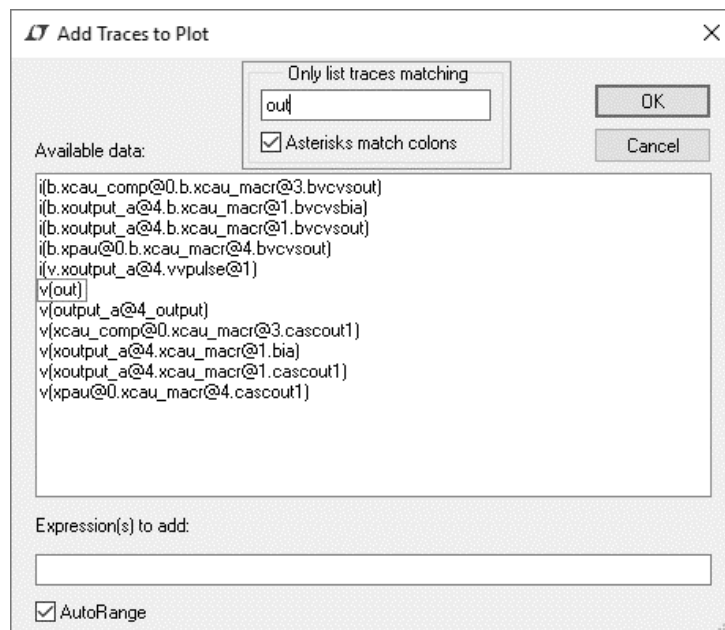 Add Traces to Plot
Only list traces matching
out
Asterisks match colons
OK
Cancel
Available data:
i(b.xcau_comp@0.b.xcau_macr@3.bvcvsout)
i(b.xoutput_a@4.b.xcau_macr@1.bvcvsbia)
i(b.xoutput_a@4.b.xcau_macr@1.bvcvsout)
i(b.xpau@0.b.xcau_macr@4.bvcvsout)
i(v.xoutput_a@4.vvpulse@1)
v(out)
v(output_a@4_output)
v(xcau_comp@0.xcau_macr@3.cascout1)
v(xoutput_a@4.xcau_macr@1.bia)
v(xoutput_a@4.xcau_macr@1.cascout1)
v(xpau@0.xcau_macr@4.cascout1)
Expression(s) to add:
AutoRange